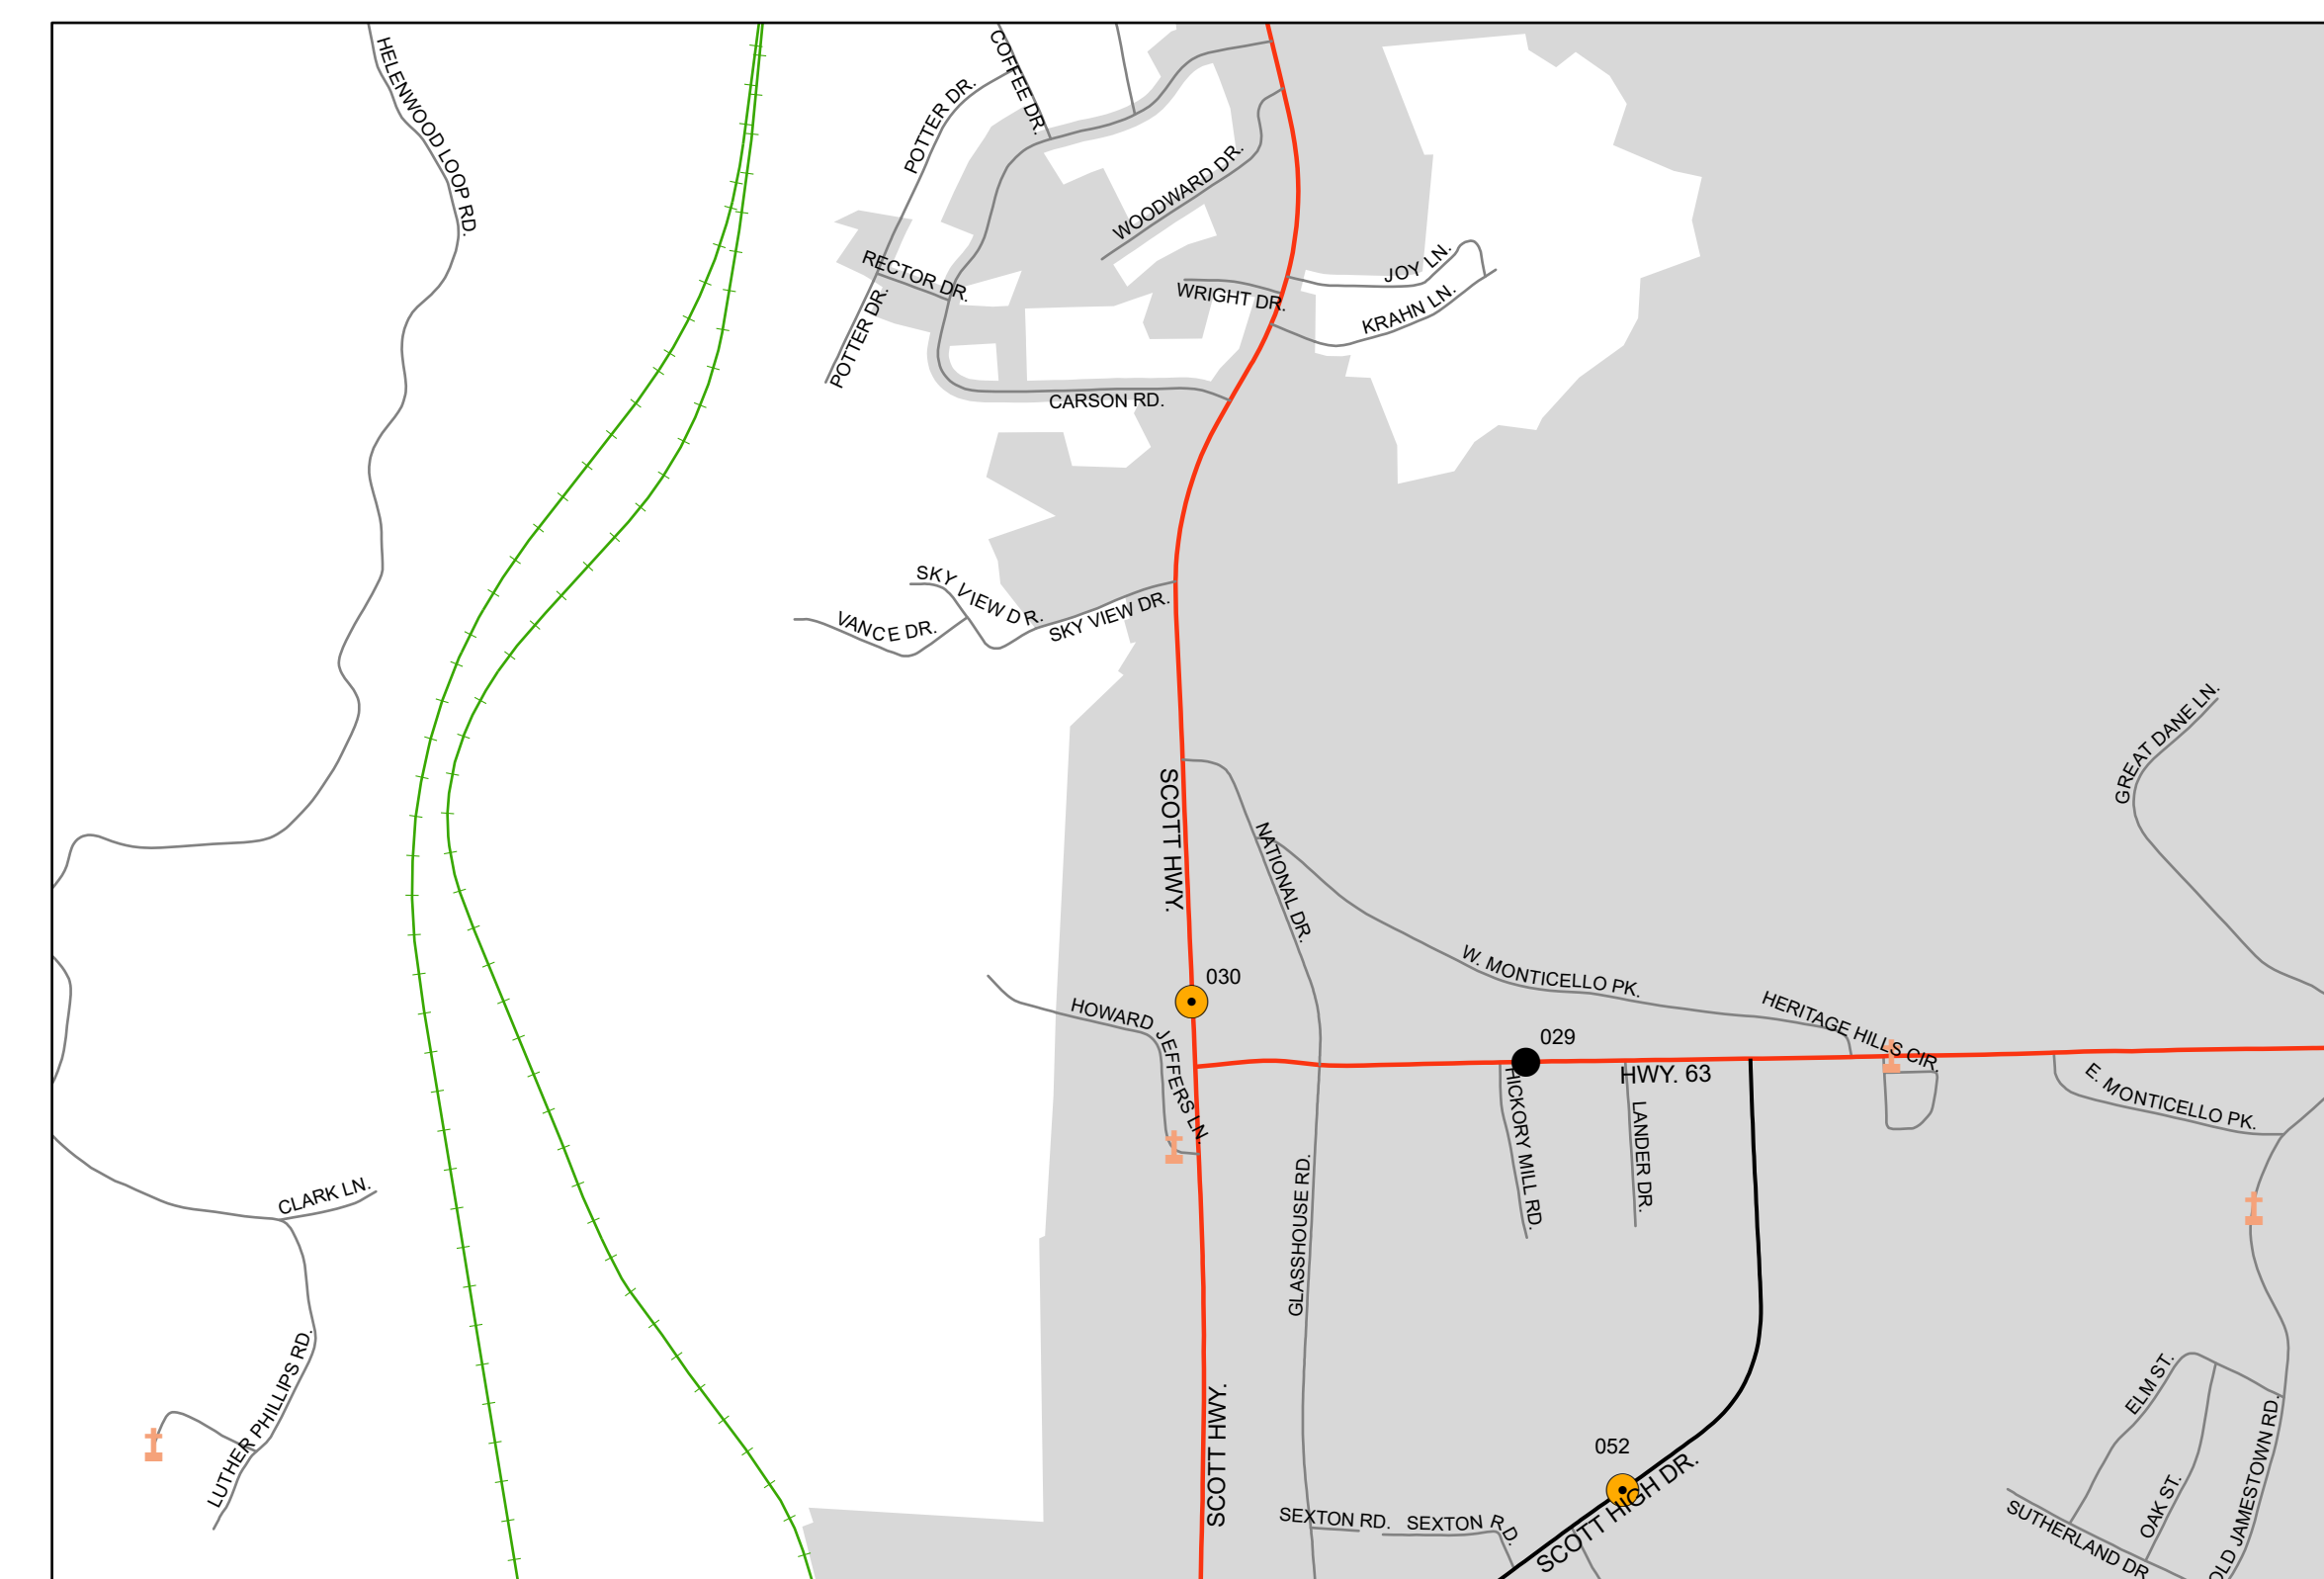 HELENWOOD LOOP RD.
COFFEE DR.
POTTER DR.
WOODWARD DR.
RECTOR DR.
POTTER DR.
WRIGHT DR.
JOY LN.
KRAHN LN.
CARSON RD.
SKY VIEW DR.
SKY VIEW DR.
VANCE DR.
GREAT DANE LN.
SCOTT HWY.
NATIONAL DR.
W. MONTICELLO PK.
030
HOWARD JEFFERS LN.
029
HERITAGE HILLS CIR.
HWY. 63
E. MONTICELLO PK.
HICKORY MILL RD.
LANDER DR.
GLASSHOUSE RD.
CLARK LN.
LUTHER PHILLIPS RD.
SCOTT HWY.
ELM ST.
OAK ST.
OLD JAMESTOWN RD.
052
SCOTT HIGH DR.
SEXTON RD.
SEXTON RD.
SUTHERLAND DR